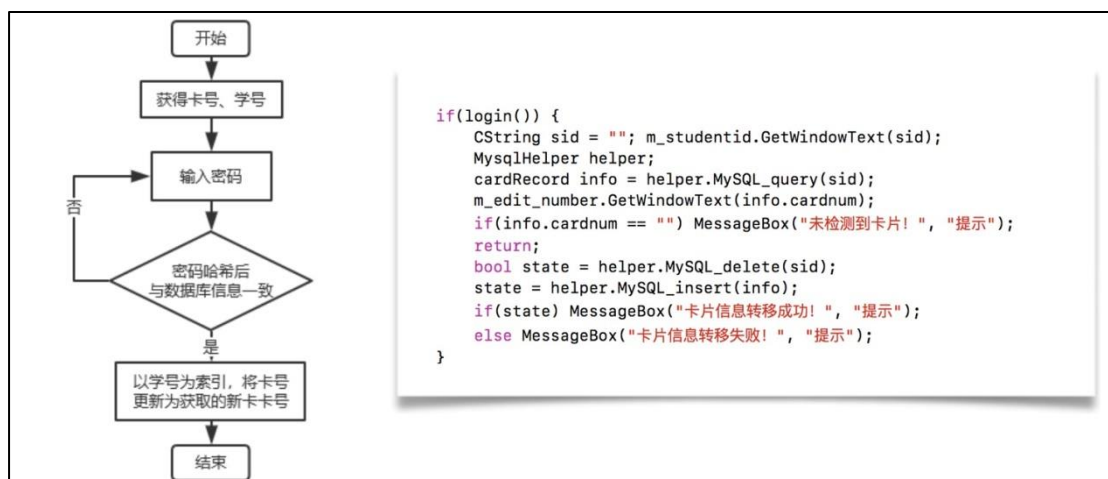 开始
获得卡号、学号
输入密码
否
密码哈希后
与数据库信息一致
是
以学号为索引，将卡号
更新为获取的新卡卡号
结束
if(login()) {
CString sid = ""; m_studentid.GetWindowText(sid);
MysqlHelper helper;
cardRecord info = helper.MySQL_query(sid);
m_edit_number.GetWindowText(info.cardnum);
if(info.cardnum == "") MessageBox("未检测到卡片！", "提示");
return;
bool state = helper.MySQL_delete(sid);
state = helper.MySQL_insert(info);
if(state) MessageBox("卡片信息转移成功！", "提示");
else MessageBox("卡片信息转移失败！", "提示");
}